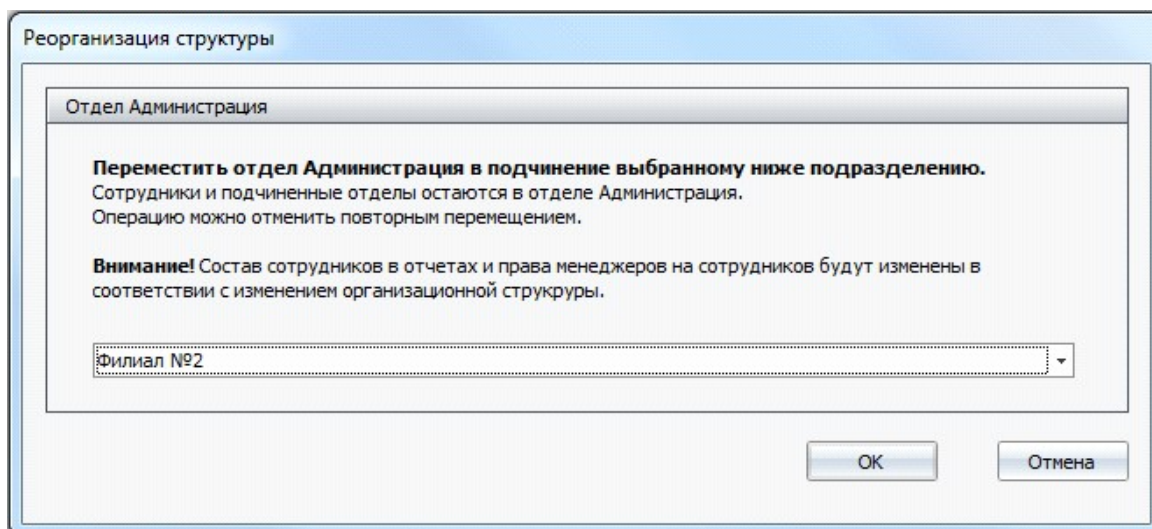 Реорганизация структуры
Отдел Администрация
Переместить отдел Администрация в подчинение выбранному ниже подразделению.
Сотрудники и подчиненные отделы остаются в отделе Администрация.
Операцию можно отменить повторным перемещением.
Внимание! Состав сотрудников в отчетах и права менеджеров на сотрудников будут изменены в
соответствии с изменением организационной струкруры.
Филиал №2
ОК
Отмена